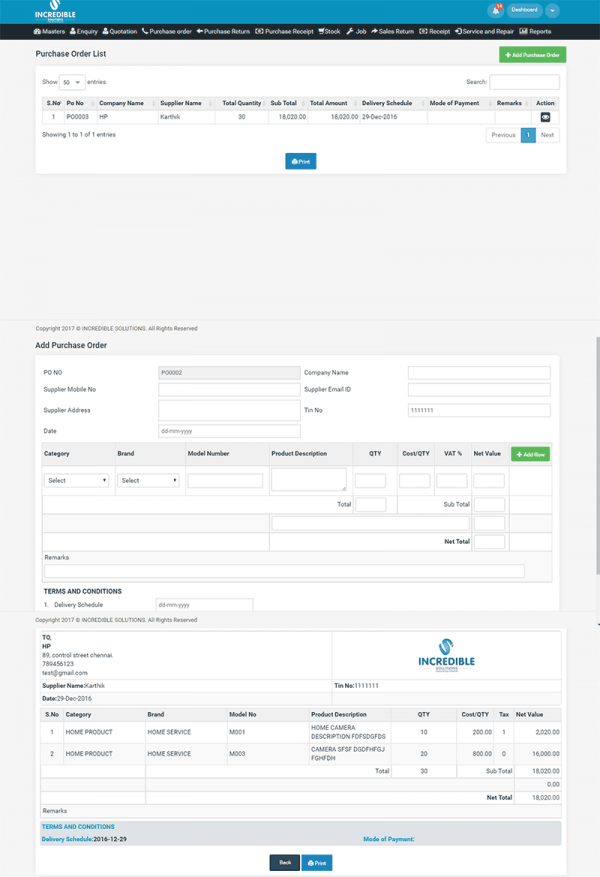 INCREDIBLE
SOLUTIONS
Dashboard
Masters Enquiry Quotation Purchase order Purchase Return Purchase Receipt Stock Job Sales Return Receipt Service and Repair Reports
Purchase Order List
+ Add Purchase Order
Show 50 entries Search:
S.No Po No Company Name Supplier Name Total Quantity Sub Total Total Amount Delivery Schedule Mode of Payment Remarks Action
1 PO0003 HP Karthik 30 18,020.00 18,020.00 29-Dec-2016
Showing 1 to 1 of 1 entries Previous 1 Next
Print
Copyright 2017 © INCREDIBLE SOLUTIONS. All Rights Reserved
Add Purchase Order
PO NO PO0002 Company Name
Supplier Mobile No Supplier Email ID
Supplier Address Tin No 1111111
Date dd-mm-yyyy
Category Brand Model Number Product Description QTY Cost/QTY VAT % Net Value + Add Row
Select Select
Total Sub Total
Net Total
Remarks
TERMS AND CONDITIONS
1. Delivery Schedule dd-mm-yyyy
Copyright 2017 © INCREDIBLE SOLUTIONS. All Rights Reserved
TO,
HP
89, control street chennai.
789456123
test@gmail.com
INCREDIBLE
SOLUTIONS
Supplier Name:Karthik Tin No:1111111
Date:29-Dec-2016
S.No Category Brand Model No Product Description QTY Cost/QTY Tax Net Value
1 HOME PRODUCT HOME SERVICE M001 HOME CAMERA DESCRIPTION FDFSDGFDS 10 200.00 1 2,020.00
2 HOME PRODUCT HOME SERVICE M003 CAMERA SFSF DGDFHFGJ FGHFDH 20 800.00 0 16,000.00
Total 30 Sub Total 18,020.00
0.00
Net Total 18,020.00
Remarks
TERMS AND CONDITIONS
Delivery Schedule:2016-12-29 Mode of Payment:
Back Print